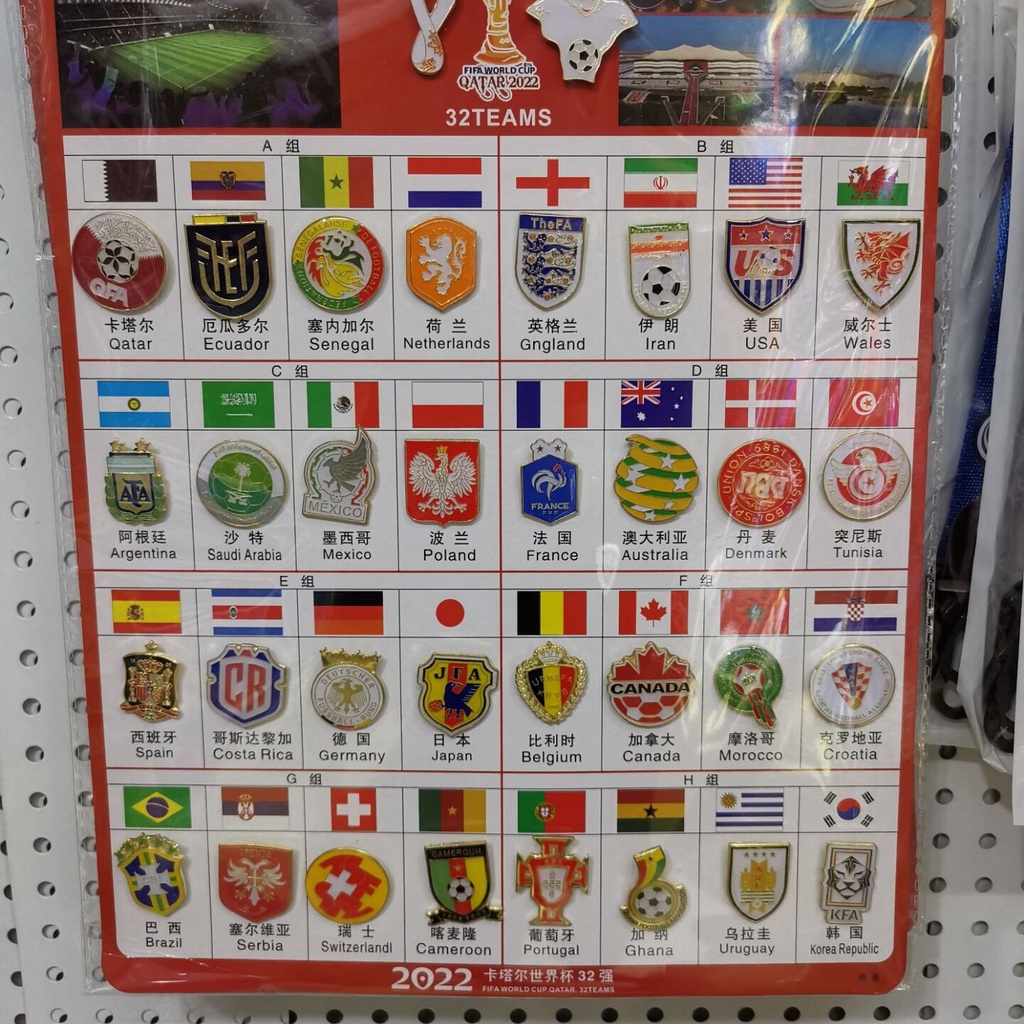 FIFA WORLD CUP
QATAR 2022
32TEAMS
A 组
B 组
QFA
TheFA
US
卡塔尔
厄瓜多尔
塞内加尔
荷兰
英格兰
伊朗
美国
威尔士
Qatar
Ecuador
Senegal
Netherlands
Gngland
Iran
USA
Wales
C 组
D 组
AFA
MEXICO
FRANCE
阿根廷
沙特
墨西哥
波兰
法国
澳大利亚
丹麦
突尼斯
Argentina
Saudi Arabia
Mexico
Poland
France
Australia
Denmark
Tunisia
E 组
F 组
CR
DEUTSCHER
JFA
CANADA
西班牙
哥斯达黎加
德国
日本
比利时
加拿大
摩洛哥
克罗地亚
Spain
Costa Rica
Germany
Japan
Belgium
Canada
Morocco
Croatia
G 组
H 组
CAMEROUN
KFA
巴西
塞尔维亚
瑞士
喀麦隆
葡萄牙
加纳
乌拉圭
韩国
Brazil
Serbia
Switzerlandl
Cameroon
Portugal
Ghana
Uruguay
Korea Republic
2022 卡塔尔世界杯 32 强
FIFA WORLD CUP.QATAR. 32TEAMS